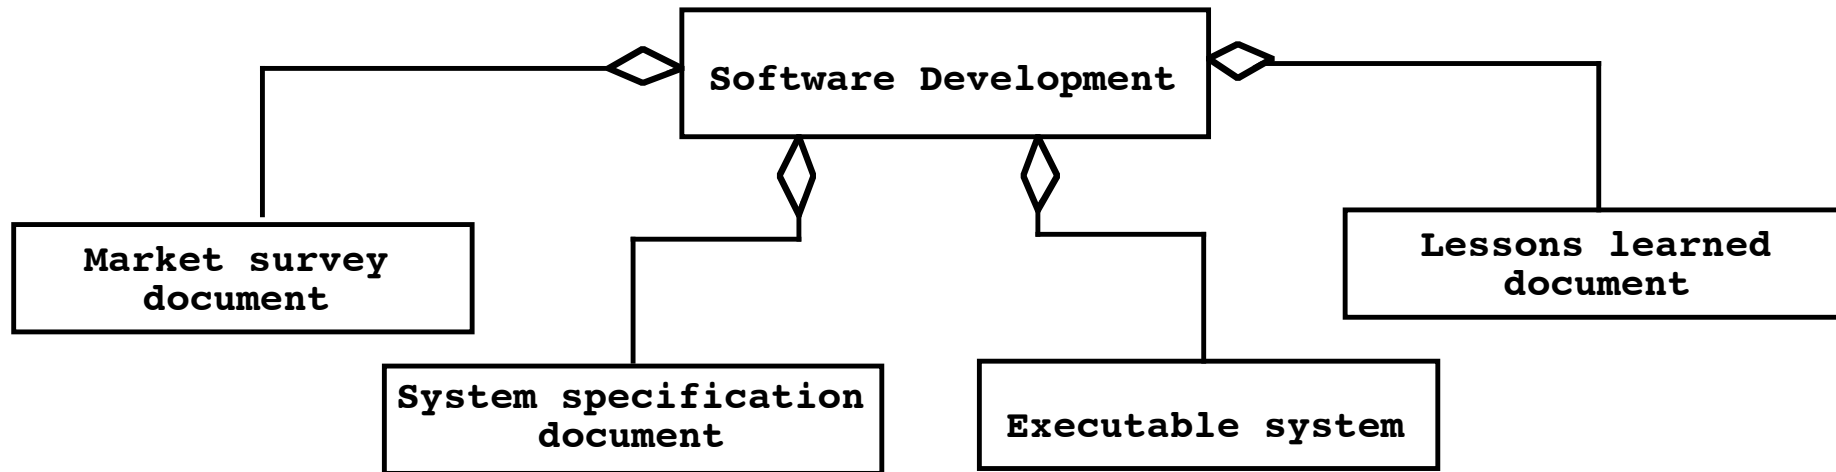 Software Development
Market survey
document
Lessons learned
document
System specification
document
Executable system